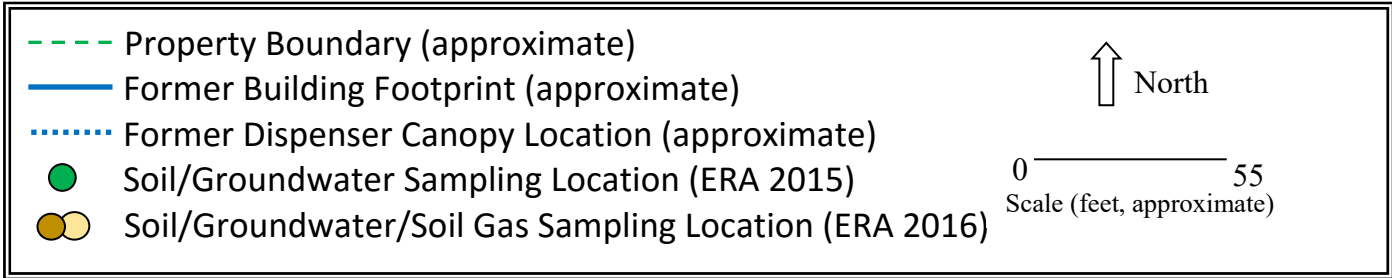 Property Boundary (approximate)
Former Building Footprint (approximate)
Former Dispenser Canopy Location (approximate)
Soil/Groundwater Sampling Location (ERA 2015)
Soil/Groundwater/Soil Gas Sampling Location (ERA 2016)
North
0 55
Scale (feet, approximate)